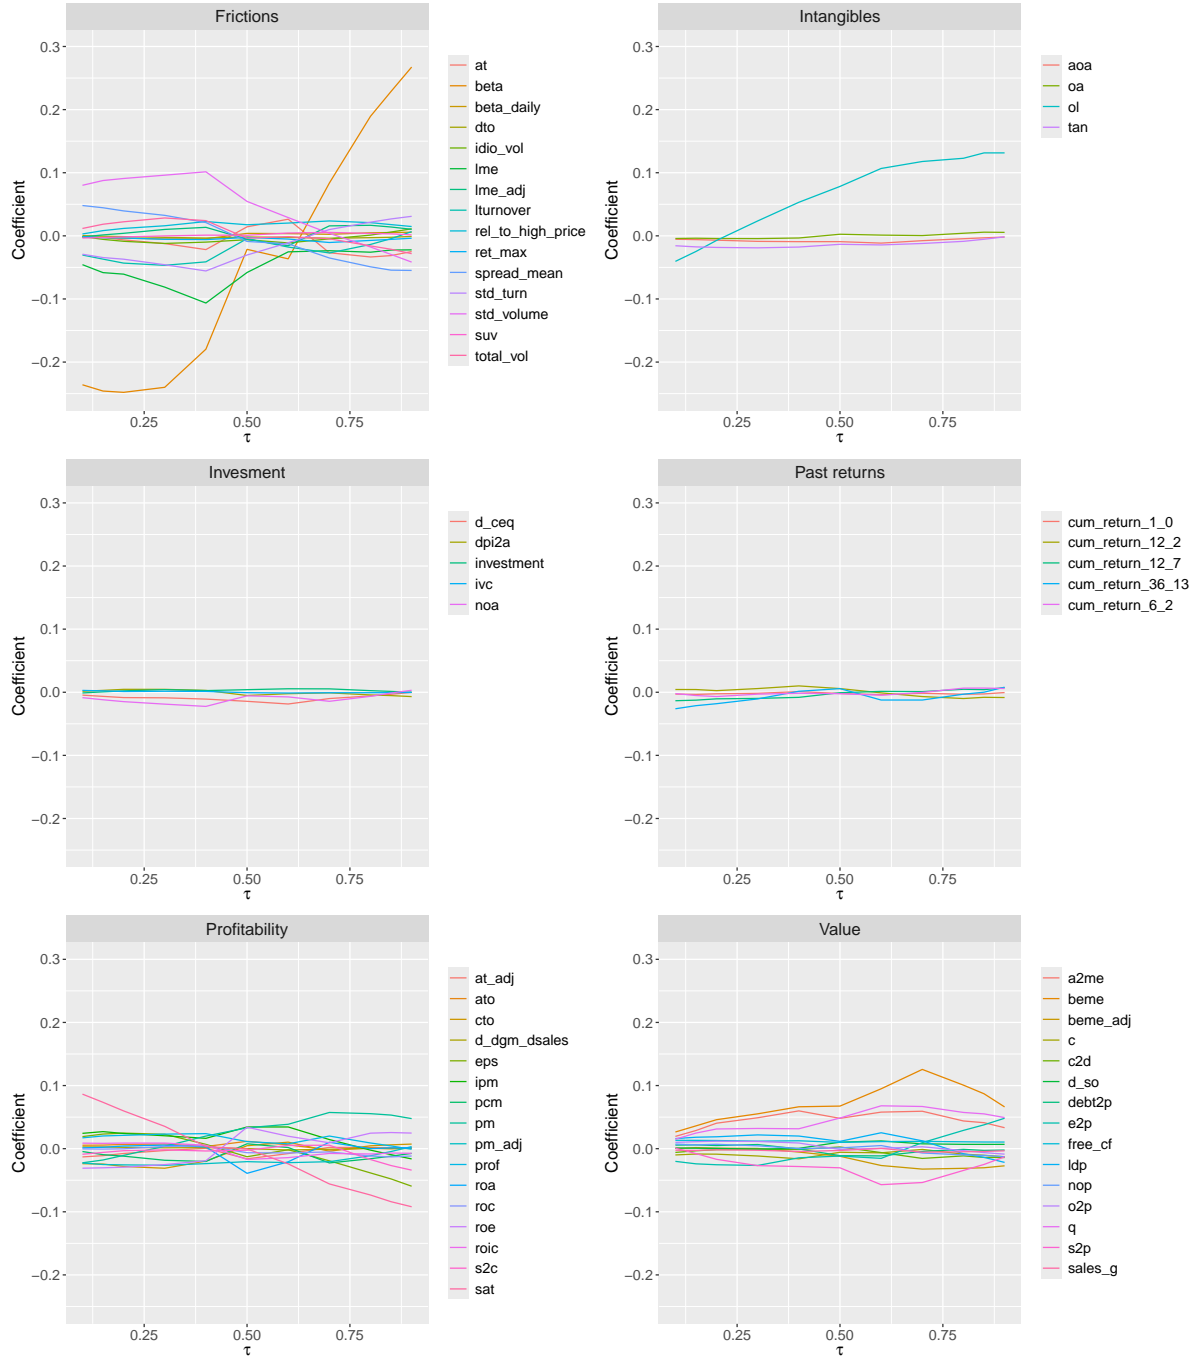 Frictions
0.3
0.2
0.1
0.0
−0.1
−0.2
Coefficient
0.25 0.50 0.75
τ
at
beta
beta_daily
dto
idio_vol
lme
lme_adj
lturnover
rel_to_high_price
ret_max
spread_mean
std_turn
std_volume
suv
total_vol
Intangibles
0.3
0.2
0.1
0.0
−0.1
−0.2
Coefficient
0.25 0.50 0.75
τ
aoa
oa
ol
tan
Invesment
0.3
0.2
0.1
0.0
−0.1
−0.2
Coefficient
0.25 0.50 0.75
τ
d_ceq
dpi2a
investment
ivc
noa
Past returns
0.3
0.2
0.1
0.0
−0.1
−0.2
Coefficient
0.25 0.50 0.75
τ
cum_return_1_0
cum_return_12_2
cum_return_12_7
cum_return_36_13
cum_return_6_2
Profitability
0.3
0.2
0.1
0.0
−0.1
−0.2
Coefficient
0.25 0.50 0.75
τ
at_adj
ato
cto
d_dgm_dsales
eps
ipm
pcm
pm
pm_adj
prof
roa
roc
roe
roic
s2c
sat
Value
0.3
0.2
0.1
0.0
−0.1
−0.2
Coefficient
0.25 0.50 0.75
τ
a2me
beme
beme_adj
c
c2d
d_so
debt2p
e2p
free_cf
ldp
nop
o2p
q
s2p
sales_g